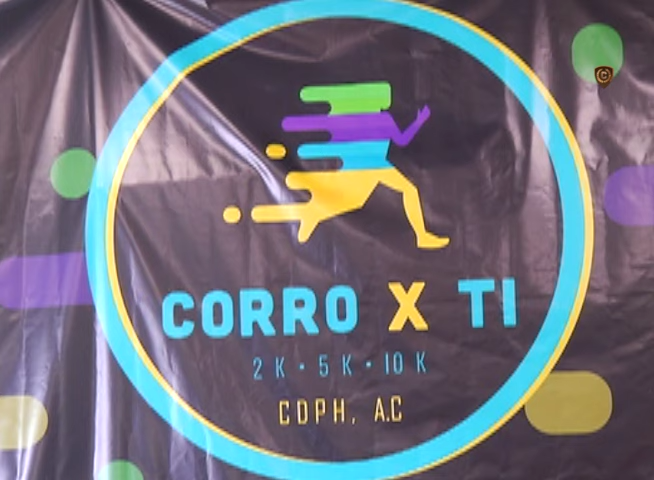 CORRO X TI
2K • 5K • 10K
CDPH, A.C